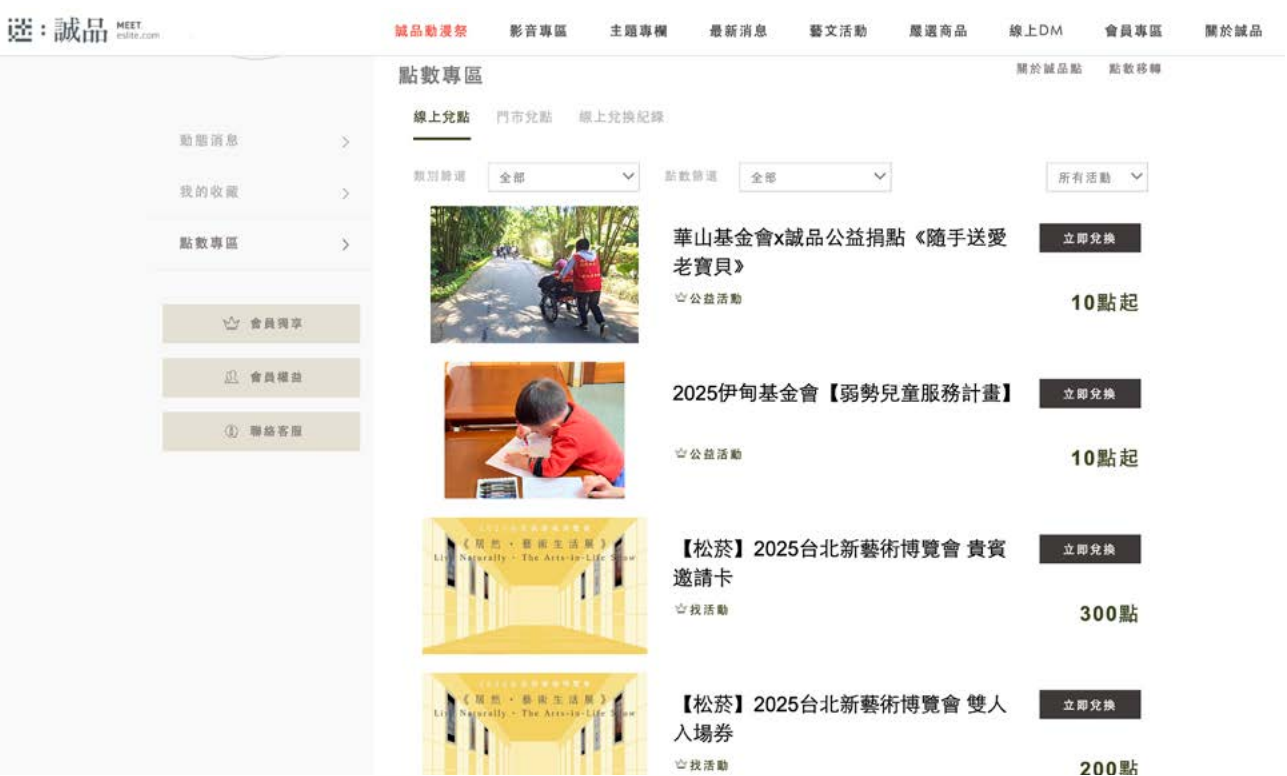 迷:誠品 MEET.
eslite.com
誠品動漫祭 影音專區 主題專欄 最新消息 藝文活動 嚴選商品 線上DM 會員專區 關於誠品
點數專區
關於誠品點 點數移轉
線上兌點 門市兌點 線上兌換紀錄
動態消息
我的收藏
點數專區
會員獨享
會員權益
聯絡客服
類別篩選 全部 點數篩選 全部 所有活動
華山基金會x誠品公益捐點《隨手送愛
老寶貝》
公益活動
立即兌換
10點起
2025伊甸基金會【弱勢兒童服務計畫】
公益活動
立即兌換
10點起
《居然・藝術生活展》
Live Naturally - The Arts-in-Life Show
【松菸】2025台北新藝術博覽會 貴賓
邀請卡
找活動
立即兌換
300點
《居然・藝術生活展》
Live Naturally - The Arts-in-Life Show
【松菸】2025台北新藝術博覽會 雙人
入場券
找活動
立即兌換
200點